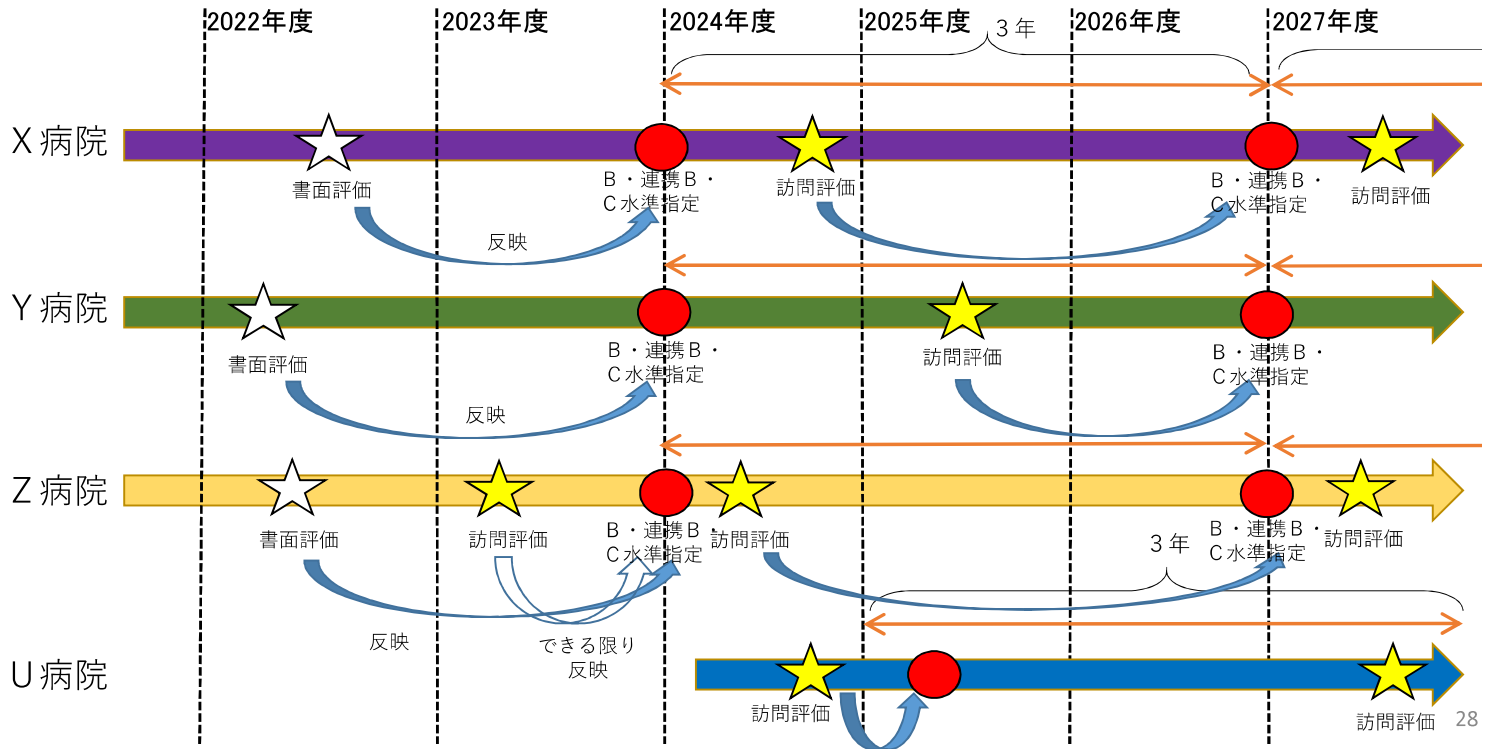 2022年度
2023年度
2024年度
2025年度
2026年度
2027年度
3年
X病院
書面評価
反映
B・連携B・
C水準指定
訪問評価
B・連携B・
C水準指定
訪問評価
Y病院
書面評価
反映
B・連携B・
C水準指定
訪問評価
B・連携B・
C水準指定
Z病院
書面評価
反映
訪問評価
できる限り
反映
B・連携B・
C水準指定
訪問評価
B・連携B・
C水準指定
訪問評価
3年
U病院
訪問評価
訪問評価
28